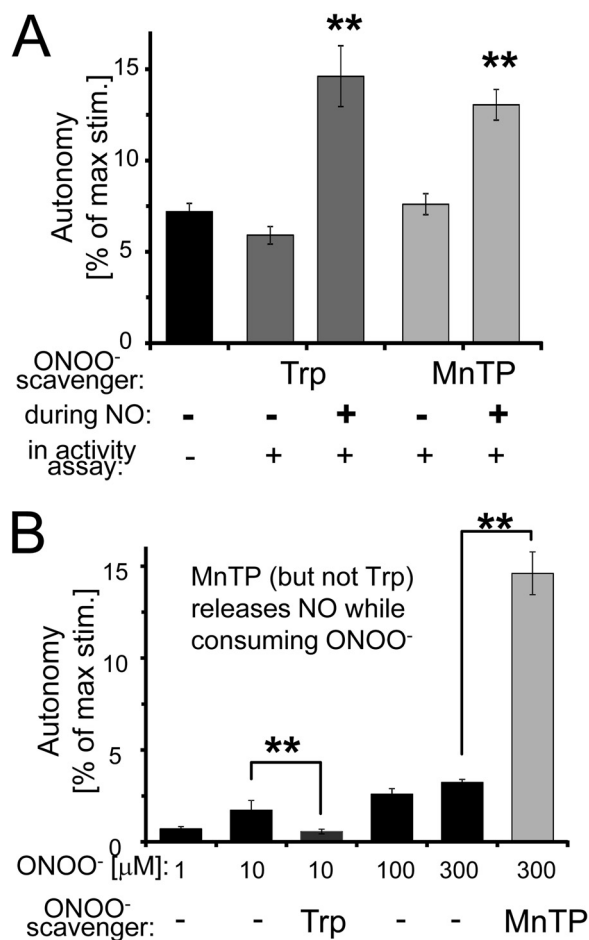 A
**
**
15
10
5
0
Autonomy
[% of max stim.]
ONOO-
scavenger:
Trp MnTP
during NO: - - + - +
in activity
assay: - + + + +
B
**
MnTP (but not Trp)
releases NO while
consuming ONOO-
**
15
10
5
0
Autonomy
[% of max stim.]
ONOO- [µM]: 1 10 10 100 300 300
ONOO-
scavenger: - - Trp - - MnTP